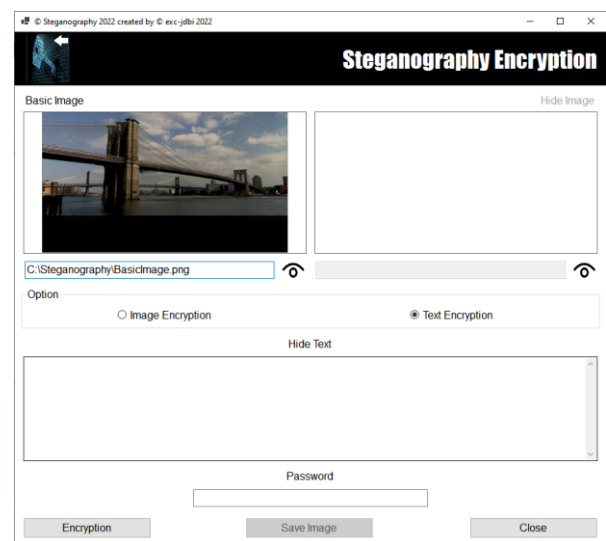 © Steganography 2022 created by © exc-jdbi 2022
Steganography Encryption
Basic Image
Hide Image
C:\Steganography\BasicImage.png
Option
Image Encryption
Text Encryption
Hide Text
Password
Encryption
Save Image
Close